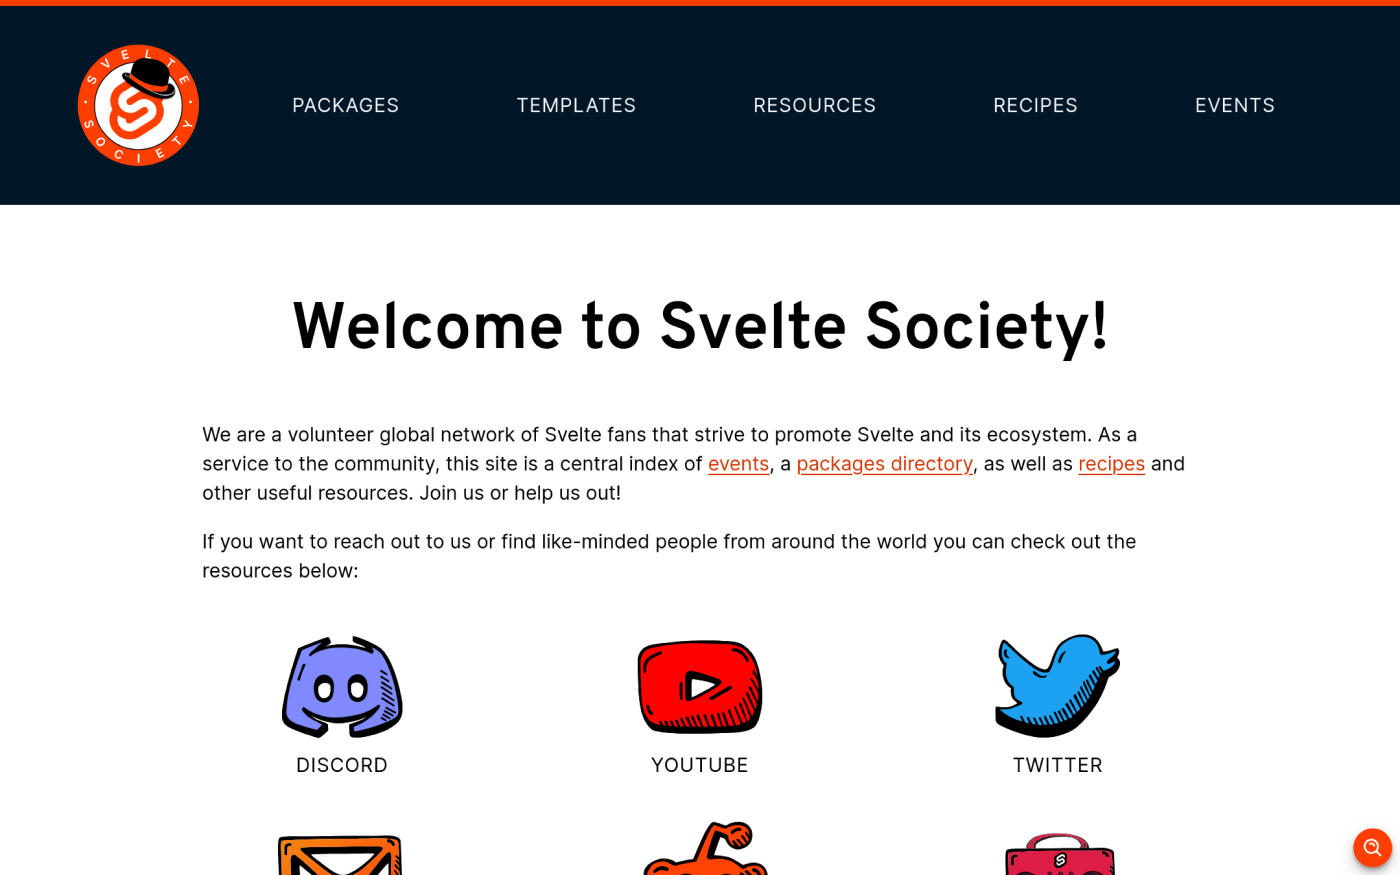 SVELTE
SOCIETY
PACKAGES
TEMPLATES
RESOURCES
RECIPES
EVENTS
Welcome to Svelte Society!
We are a volunteer global network of Svelte fans that strive to promote Svelte and its ecosystem. As a
service to the community, this site is a central index of events, a packages directory, as well as recipes and
other useful resources. Join us or help us out!
If you want to reach out to us or find like-minded people from around the world you can check out the
resources below:
DISCORD
YOUTUBE
TWITTER